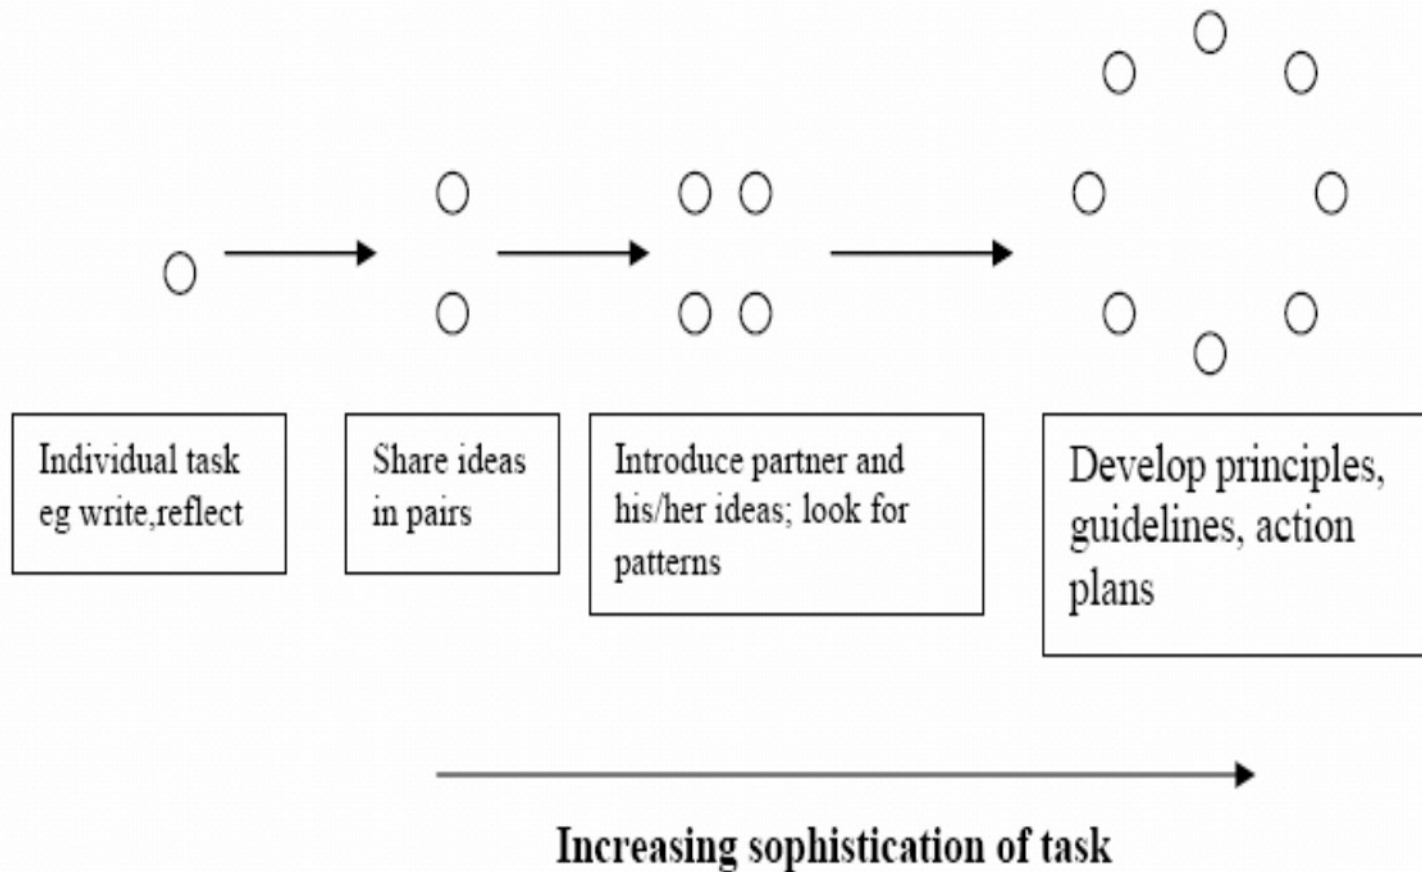 Individual task
eg write,reflect
Share ideas
in pairs
Introduce partner and
his/her ideas; look for
patterns
Develop principles,
guidelines, action
plans
Increasing sophistication of task